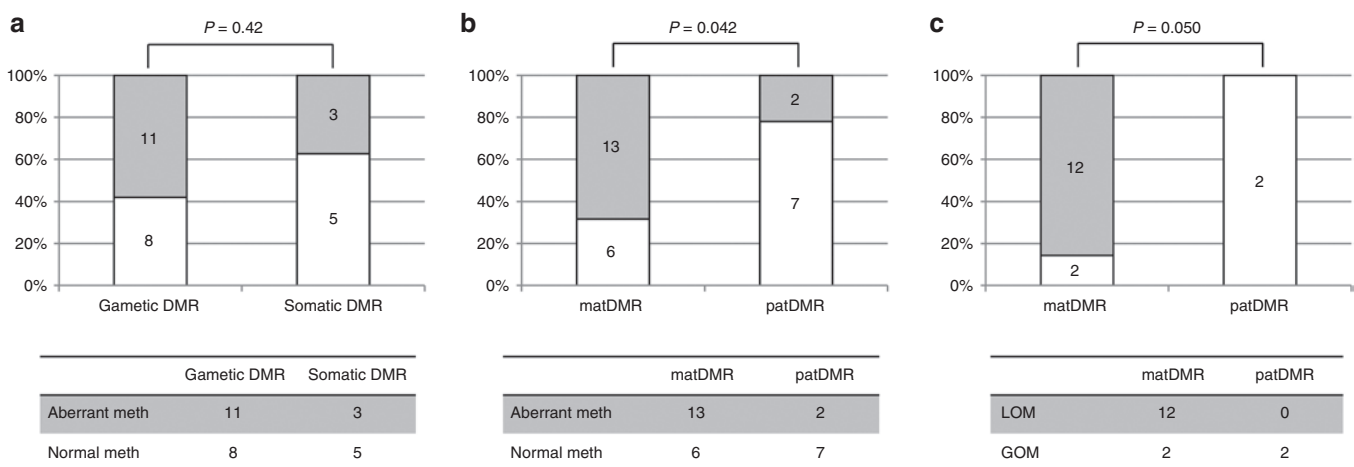 a
P = 0.42
100%
80%
60%
40%
20%
0%
11
8
3
5
Gametic DMR
Somatic DMR
Gametic DMR Somatic DMR
Aberrant meth 11 3
Normal meth 8 5
b
P = 0.042
100%
80%
60%
40%
20%
0%
13
6
2
7
matDMR
patDMR
matDMR patDMR
Aberrant meth 13 2
Normal meth 6 7
c
P = 0.050
100%
80%
60%
40%
20%
0%
12
2
2
matDMR
patDMR
matDMR patDMR
LOM 12 0
GOM 2 2